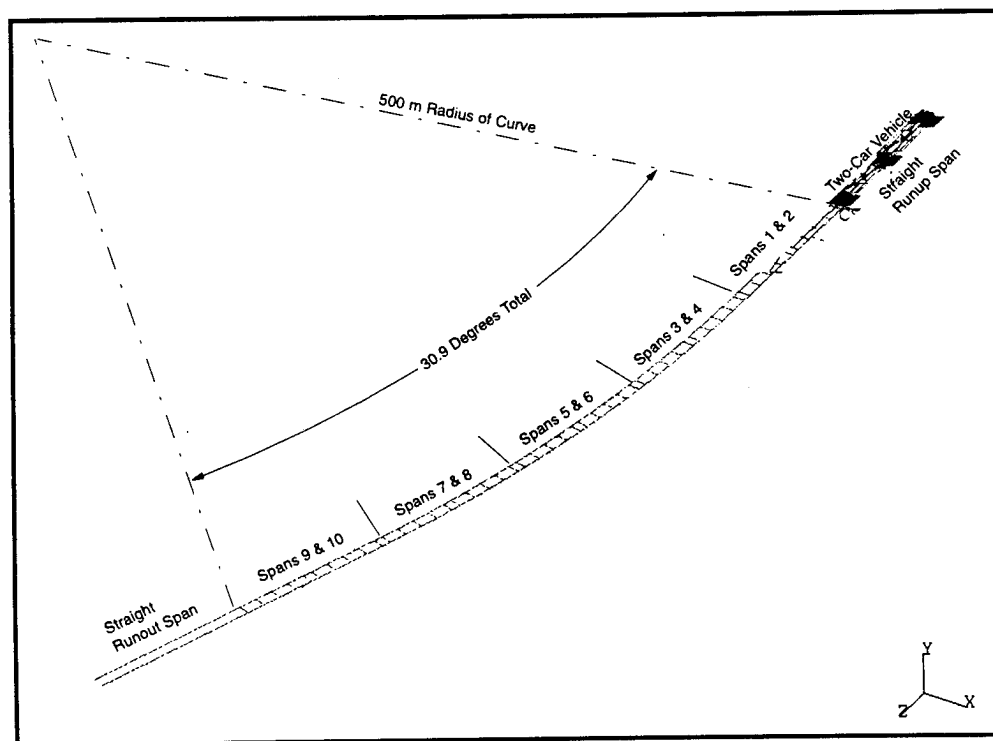 500 m Radius of Curve
Two-Car Vehicle
Stfaight
Runup Span
Spans 1 & 2
Spans 3 & 4
30.9 Degrees Total
Spans 5 & 6
Spans 7 & 8
Spans 9 & 10
Straight
Runout Span
Y
X
Z